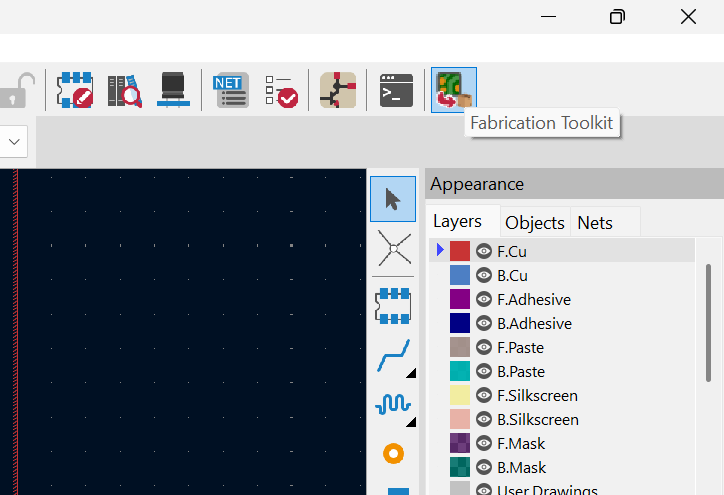 NET
>_
Fabrication Toolkit
Appearance
Layers Objects Nets
F.Cu
B.Cu
F.Adhesive
B.Adhesive
F.Paste
B.Paste
F.Silkscreen
B.Silkscreen
F.Mask
B.Mask
User.Drawings